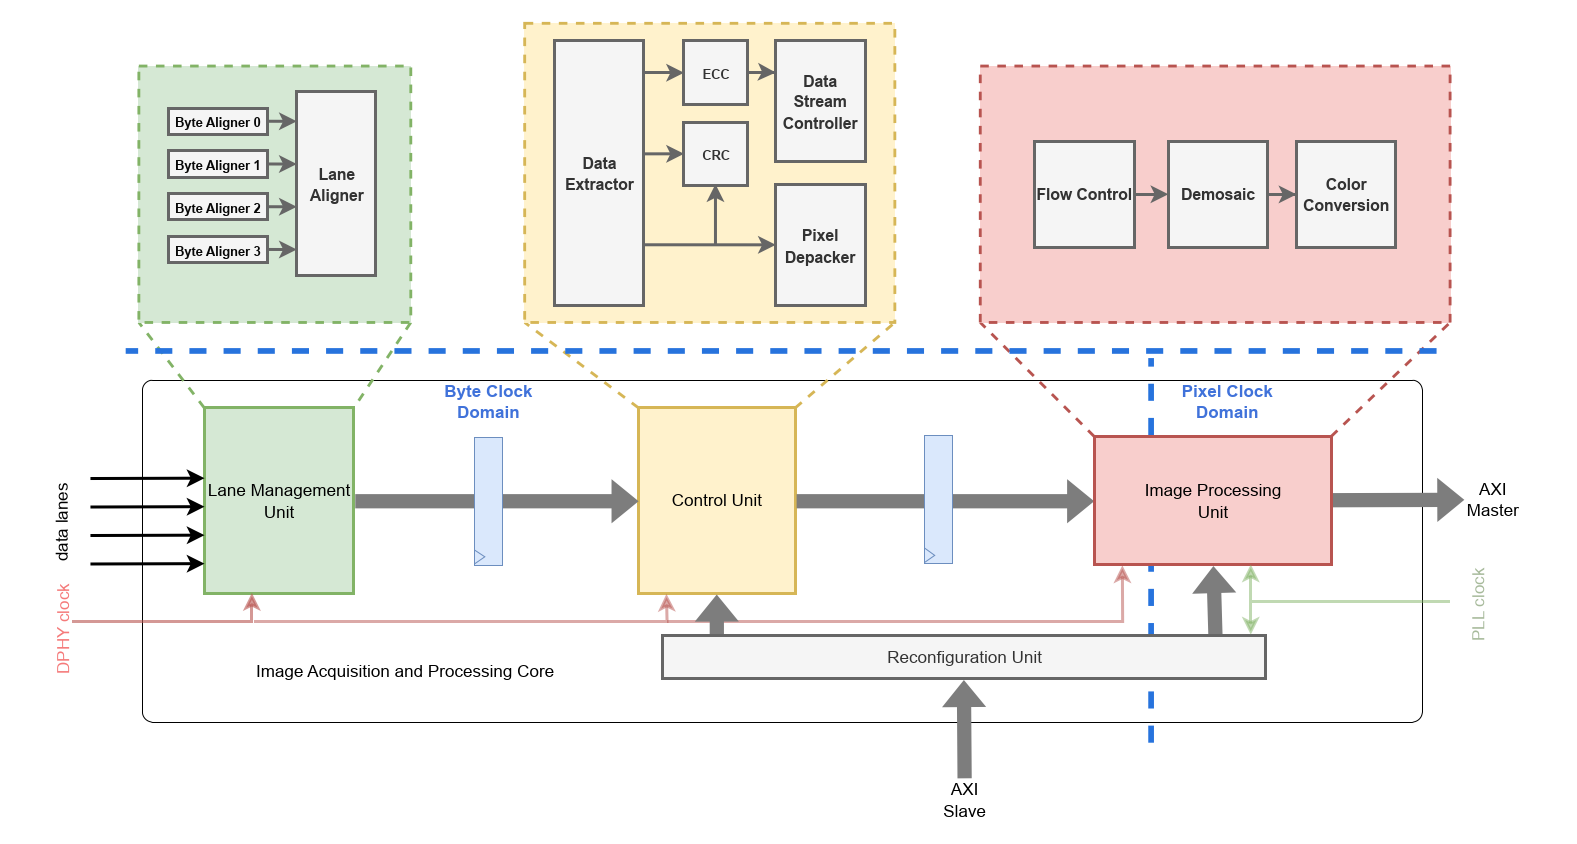 Byte Aligner 0
Byte Aligner 1
Byte Aligner 2
Byte Aligner 3
Lane
Aligner
Data
Extractor
ECC
CRC
Data
Stream
Controller
Pixel
Depacker
Flow Control
Demosaic
Color
Conversion
Byte Clock
Domain
Pixel Clock
Domain
data lanes
Lane Management
Unit
Control Unit
Image Processing
Unit
AXI
Master
DPHY clock
PLL clock
Image Acquisition and Processing Core
Reconfiguration Unit
AXI
Slave